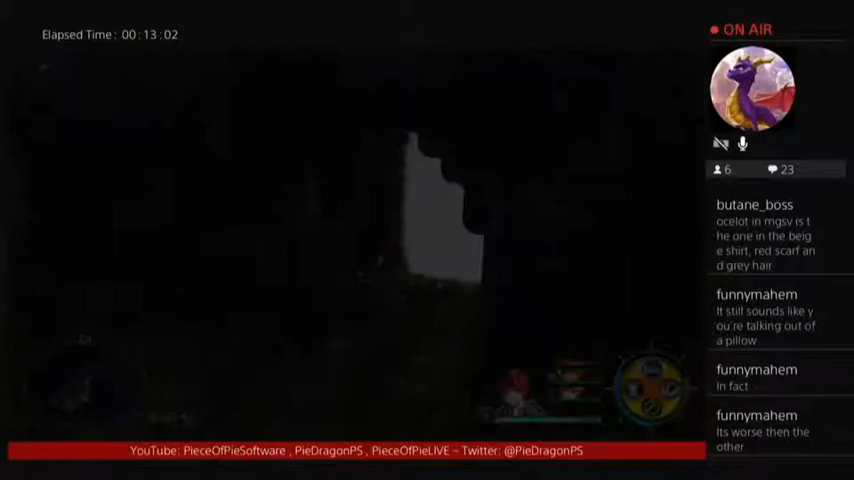 Elapsed Time: 00:13:02
ON AIR
6 23
butane_boss
ocelot in mgsv is t
he one in the beig
e shirt, red scarf an
d grey hair
funnymahem
It still sounds like y
ou're talking out of
a pillow
funnymahem
In fact
funnymahem
Its worse then the
other
YouTube: PieceOfPieSoftware , PieDragonPS , PieceOfPieLIVE ~ Twitter: @PieDragonPS